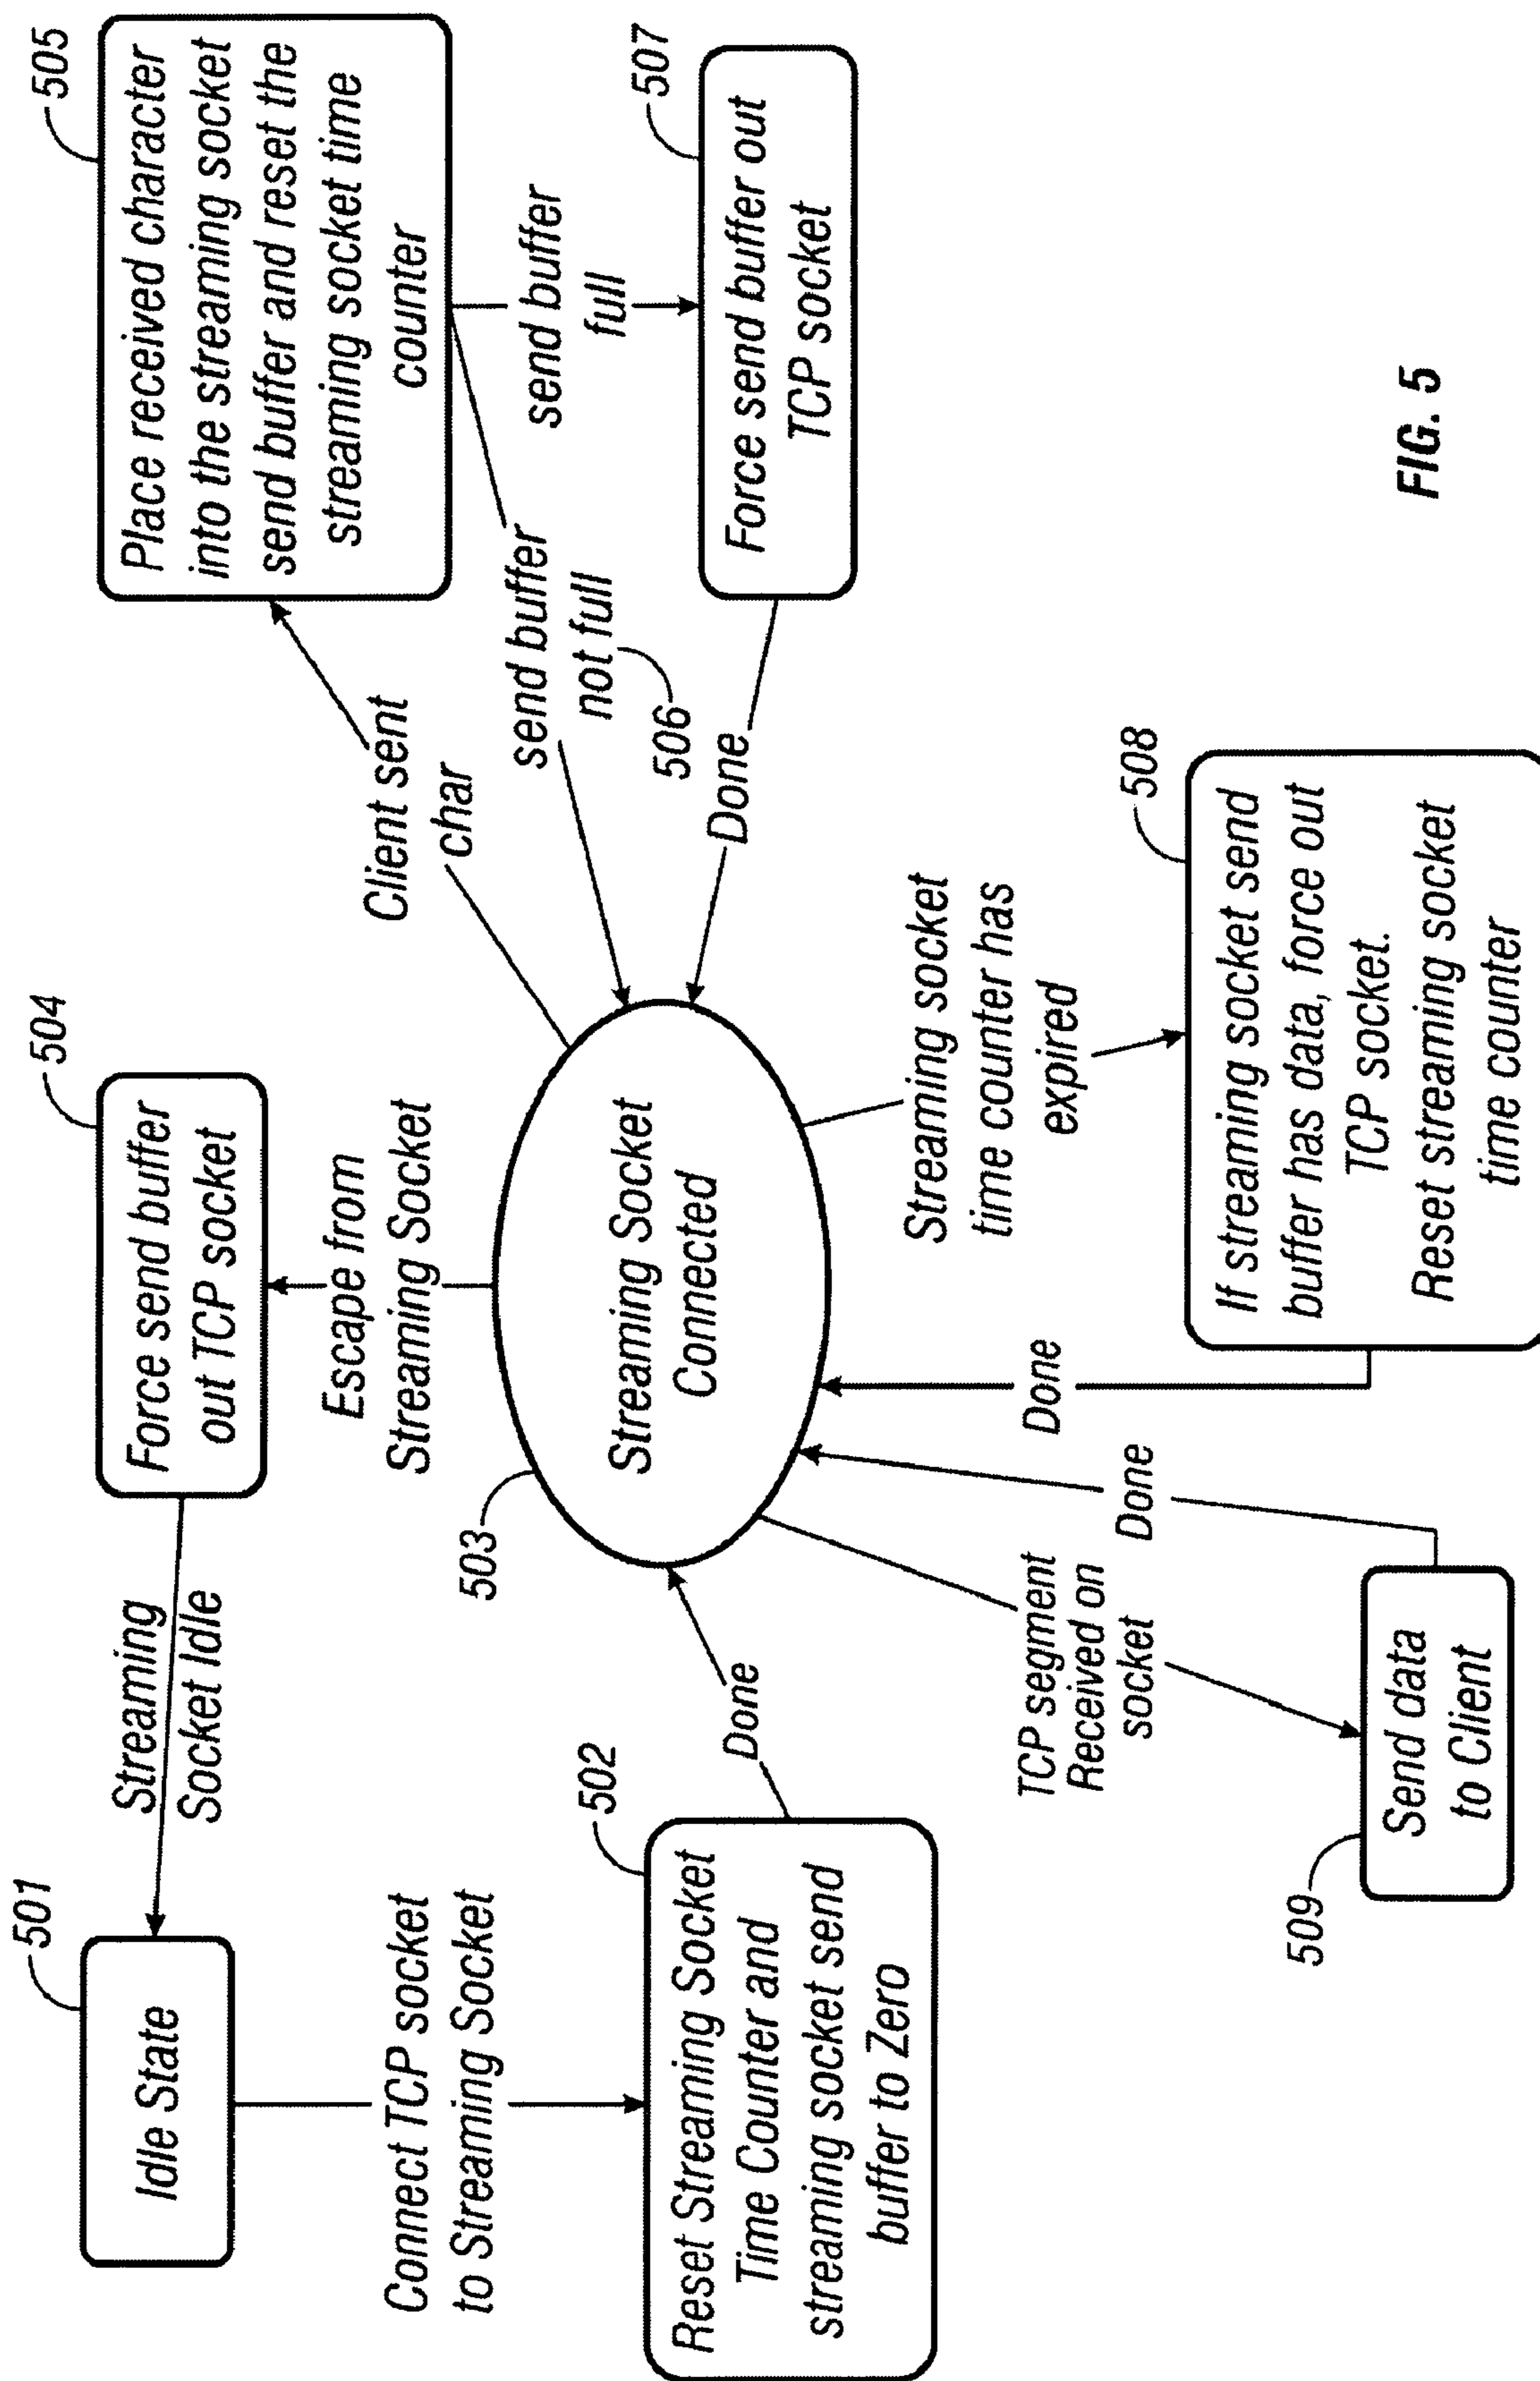 501
Idle State
Streaming
Socket Idle
504
Force send buffer
out TCP socket
505
Place received character
into the streaming socket
send buffer and reset the
streaming socket time
counter
Connect TCP socket
to Streaming Socket
Escape from
Streaming Socket
Client sent
char
send buffer
not full
506
send buffer
full
502
Reset Streaming Socket
Time Counter and
streaming socket send
buffer to Zero
Done
503
Streaming Socket
Connected
Done
507
Force send buffer out
TCP socket
TCP segment
Received on
socket
Done
Done
Streaming socket
time counter has
expired
509
Send data
to Client
508
If streaming socket send
buffer has data, force out
TCP socket.
Reset streaming socket
time counter
FIG. 5